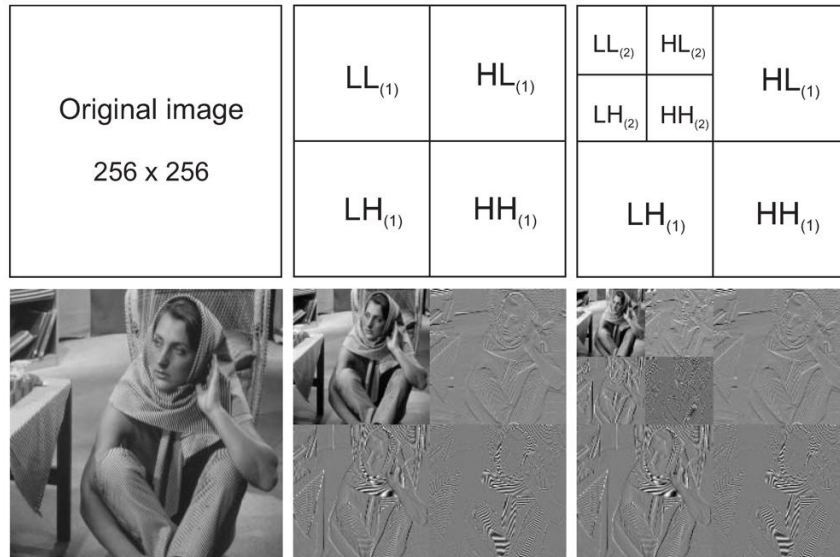 Original image
256 x 256
LL(1) HL(1)
LH(1) HH(1)
LL(2) HL(2)
LH(2) HH(2)
HL(1)
LH(1) HH(1)